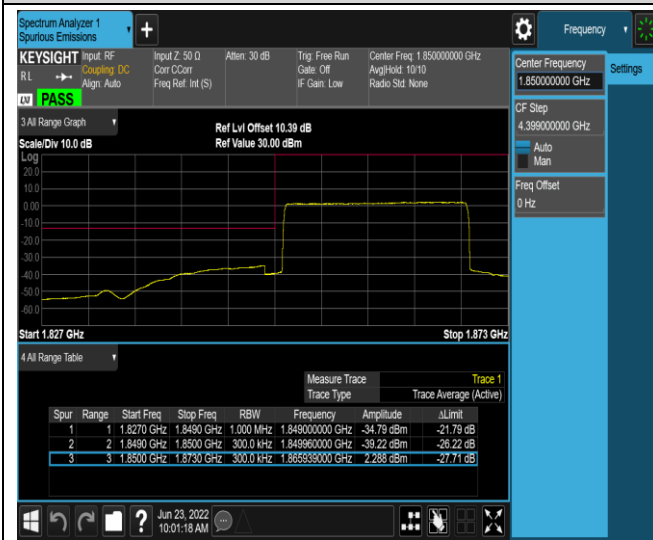 Spectrum Analyzer 1
Spurious Emissions
+
Frequency
KEYSIGHT
Input: RF
Coupling: DC
Align: Auto
Input Z: 50 Ω
Corr CCorr
Freq Ref: Int (S)
Atten: 30 dB
Trig: Free Run
Gate: Off
IF Gain: Low
Center Freq: 1.850000000 GHz
Avg|Hold: 10/10
Radio Std: None
R L
LXI
PASS
Center Frequency
1.850000000 GHz
Settings
CF Step
4.399000000 GHz
Auto
Man
Freq Offset
0 Hz
3 All Range Graph
Ref Lvl Offset 10.39 dB
Scale/Div 10.0 dB
Ref Value 30.00 dBm
Log
20.0
10.0
0.00
-10.0
-20.0
-30.0
-40.0
-50.0
-60.0
Start 1.827 GHz
Stop 1.873 GHz
4 All Range Table
Measure Trace Trace 1
Trace Type Trace Average (Active)
Spur Range Start Freq Stop Freq RBW Frequency Amplitude ΔLimit
1 1 1.8270 GHz 1.8490 GHz 1.000 MHz 1.849000000 GHz -34.79 dBm -21.79 dB
2 2 1.8490 GHz 1.8500 GHz 300.0 kHz 1.849960000 GHz -39.22 dBm -26.22 dB
3 3 1.8500 GHz 1.8730 GHz 300.0 kHz 1.865939000 GHz 2.288 dBm -27.71 dB
?
Jun 23, 2022
10:01:18 AM